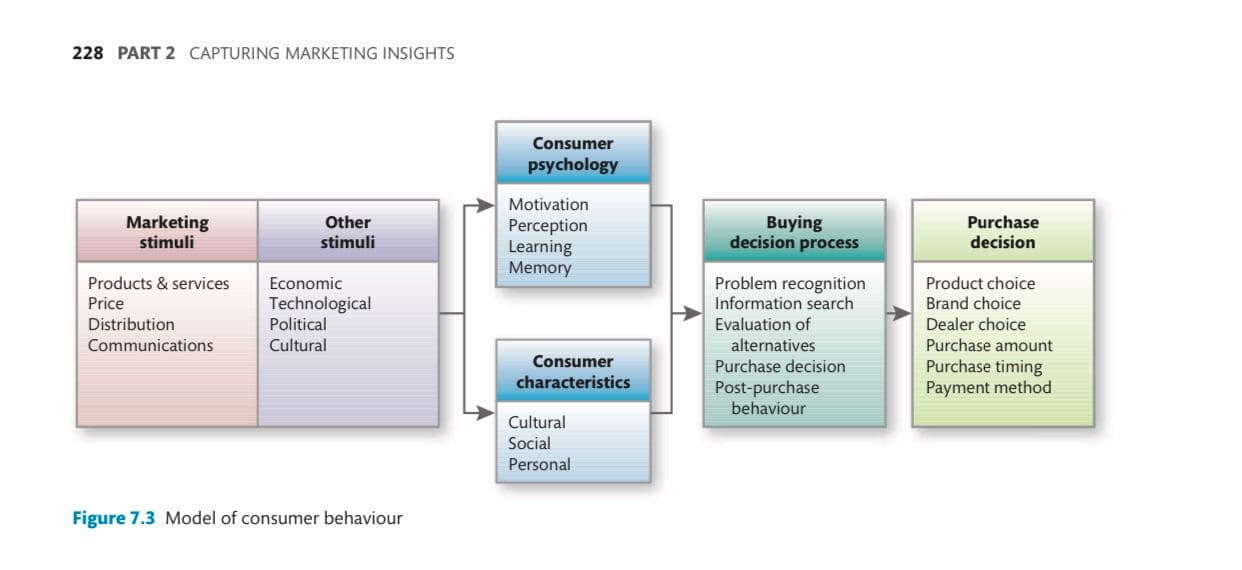 228 PART 2 CAPTURING MARKETING INSIGHTS
Marketing
stimuli
Products & services
Price
Distribution
Communications
Other
stimuli
Economic
Technological
Political
Cultural
Consumer
psychology
Motivation
Perception
Learning
Memory
Consumer
characteristics
Cultural
Social
Personal
Buying
decision process
Problem recognition
Information search
Evaluation of
alternatives
Purchase decision
Post-purchase
behaviour
Purchase
decision
Product choice
Brand choice
Dealer choice
Purchase amount
Purchase timing
Payment method
Figure 7.3 Model of consumer behaviour